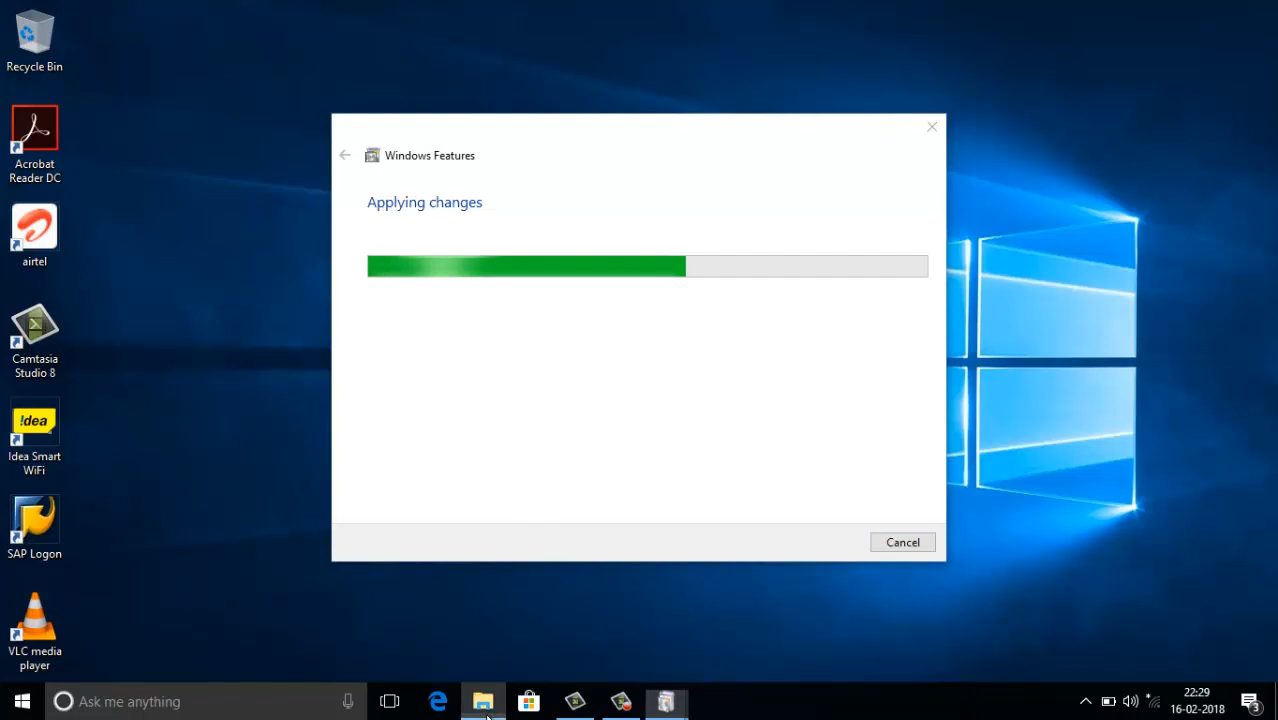 Recycle Bin
Acrobat
Reader DC
airtel
Camtasia
Studio 8
!dea
Idea Smart
WiFi
SAP Logon
VLC media
player
Windows Features
Applying changes
Cancel
Ask me anything
22:29
16-02-2018
3